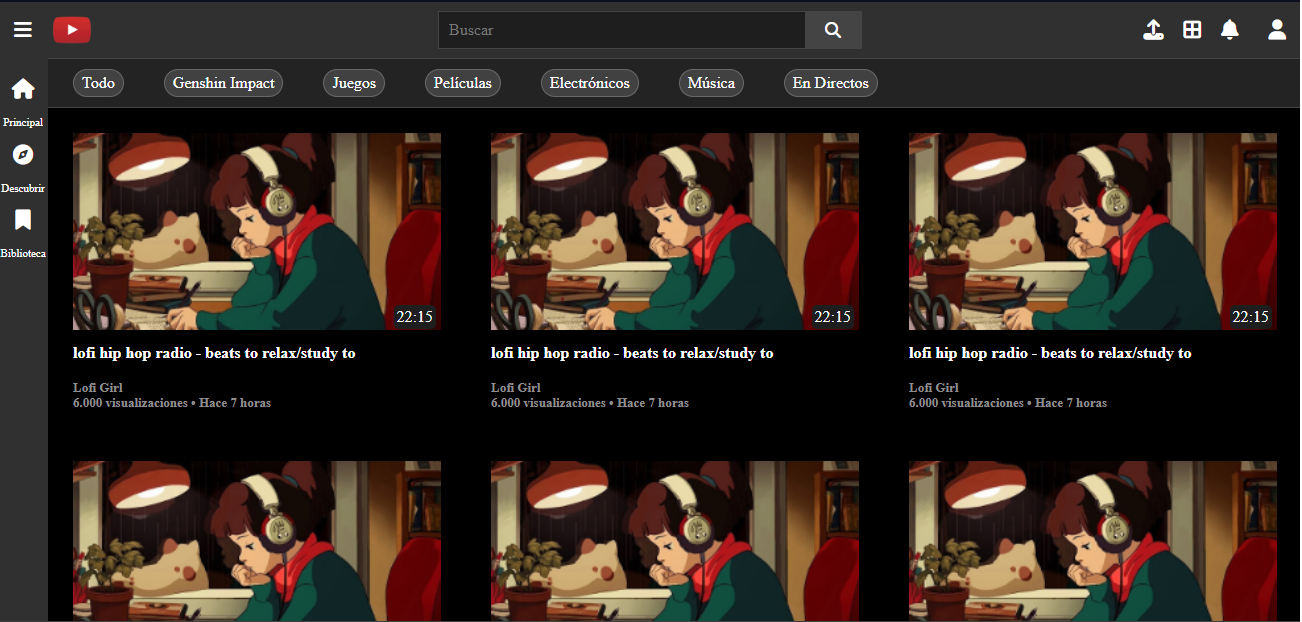 Buscar
Todo
Genshin Impact
Juegos
Películas
Electrónicos
Música
En Directos
Principal
Descubrir
Biblioteca
22:15
22:15
22:15
lofi hip hop radio - beats to relax/study to
lofi hip hop radio - beats to relax/study to
lofi hip hop radio - beats to relax/study to
Lofi Girl
Lofi Girl
Lofi Girl
6.000 visualizaciones • Hace 7 horas
6.000 visualizaciones • Hace 7 horas
6.000 visualizaciones • Hace 7 horas